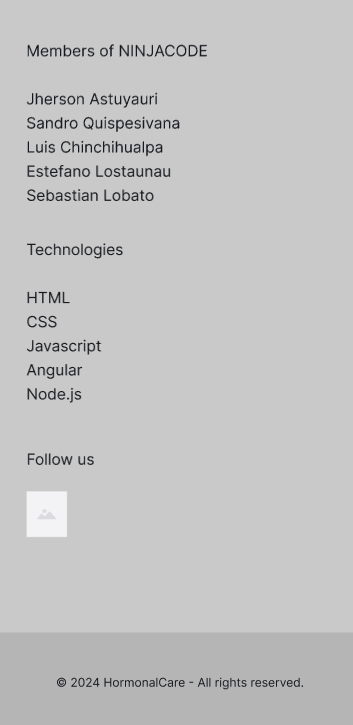 Members of NINJACODE
Jherson Astuyauri
Sandro Quispesivana
Luis Chinchihualpa
Estefano Lostaunau
Sebastian Lobato
Technologies
HTML
CSS
Javascript
Angular
Node.js
Follow us
© 2024 HormonalCare - All rights reserved.